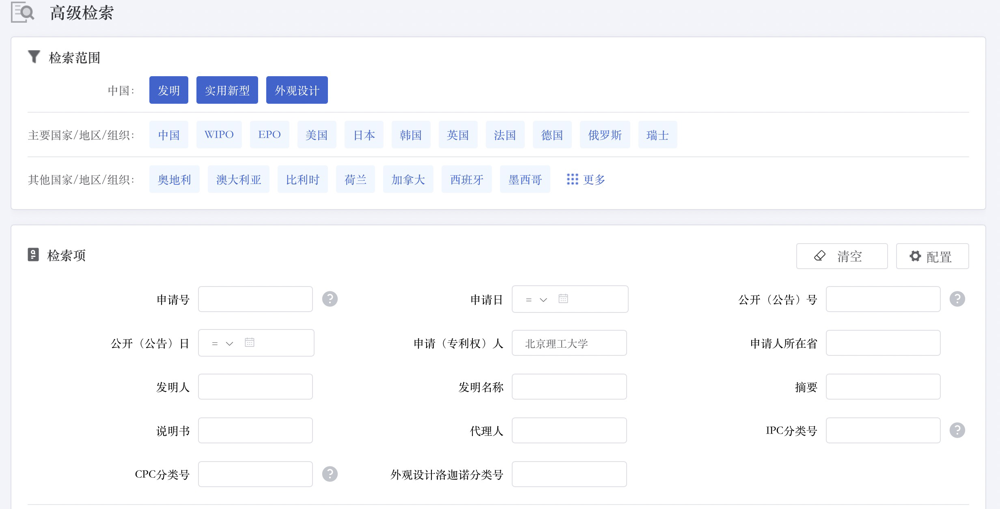 高级检索
检索范围
中国： 发明 实用新型 外观设计
主要国家/地区/组织： 中国 WIPO EPO 美国 日本 韩国 英国 法国 德国 俄罗斯 瑞士
其他国家/地区/组织： 奥地利 澳大利亚 比利时 荷兰 加拿大 西班牙 墨西哥 更多
检索项 清空 配置
申请号 ? 申请日 = 公开（公告）号 ?
公开（公告）日 = 申请（专利权）人 北京理工大学 申请人所在省
发明人 发明名称 摘要
说明书 代理人 IPC分类号 ?
CPC分类号 ? 外观设计洛迦诺分类号